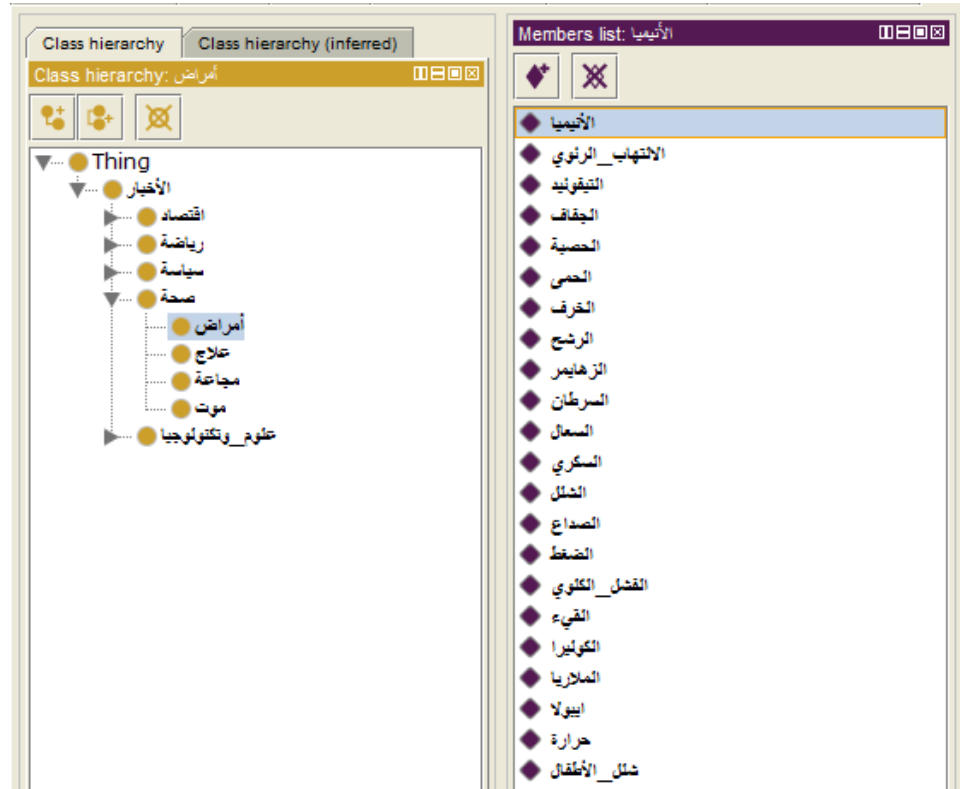 Class hierarchy
Class hierarchy (inferred)
Class hierarchy: أمراض
Thing
الأخبار
اقتصاد
رياضة
سياسة
صحة
أمراض
علاج
مجاعة
موت
علوم_وتكنولوجيا
Members list: الأنيميا
الأنيميا
الالتهاب_الرئوي
التيفوئيد
الجفاف
الحصبة
الحمى
الخرف
الرشح
الزهايمر
السرطان
السعال
السكري
الشلل
الصداع
الضغط
الفشل_الكلوي
القيء
الكوليرا
الملاريا
ايبولا
حرارة
شلل_الأطفال